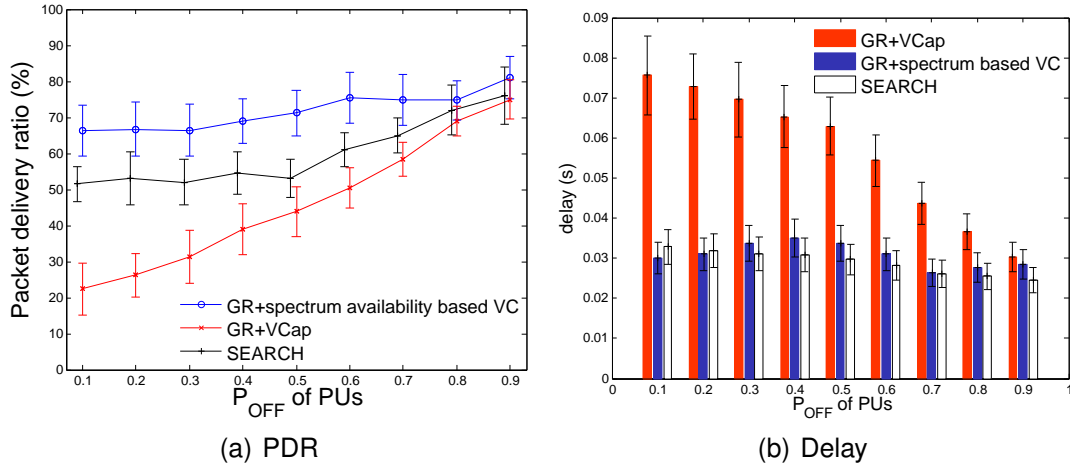 100
90
80
70
60
50
40
30
20
10
0
Packet delivery ratio (%)
GR+spectrum availability based VC
GR+VCap
SEARCH
0.1 0.2 0.3 0.4 0.5 0.6 0.7 0.8 0.9
P_OFF of PUs
(a) PDR
0.09
0.08
0.07
0.06
0.05
0.04
0.03
0.02
0.01
0
delay (s)
GR+VCap
GR+spectrum based VC
SEARCH
0 0.1 0.2 0.3 0.4 0.5 0.6 0.7 0.8 0.9 1
P_OFF of PUs
(b) Delay